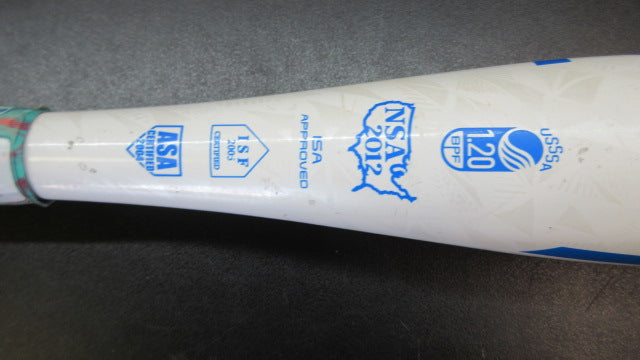 ASA
CERTIFIED
2004
ISF
2005
CERTIFIED
ISA
APPROVED
NSA
2012
USSSA
1.20
BPF